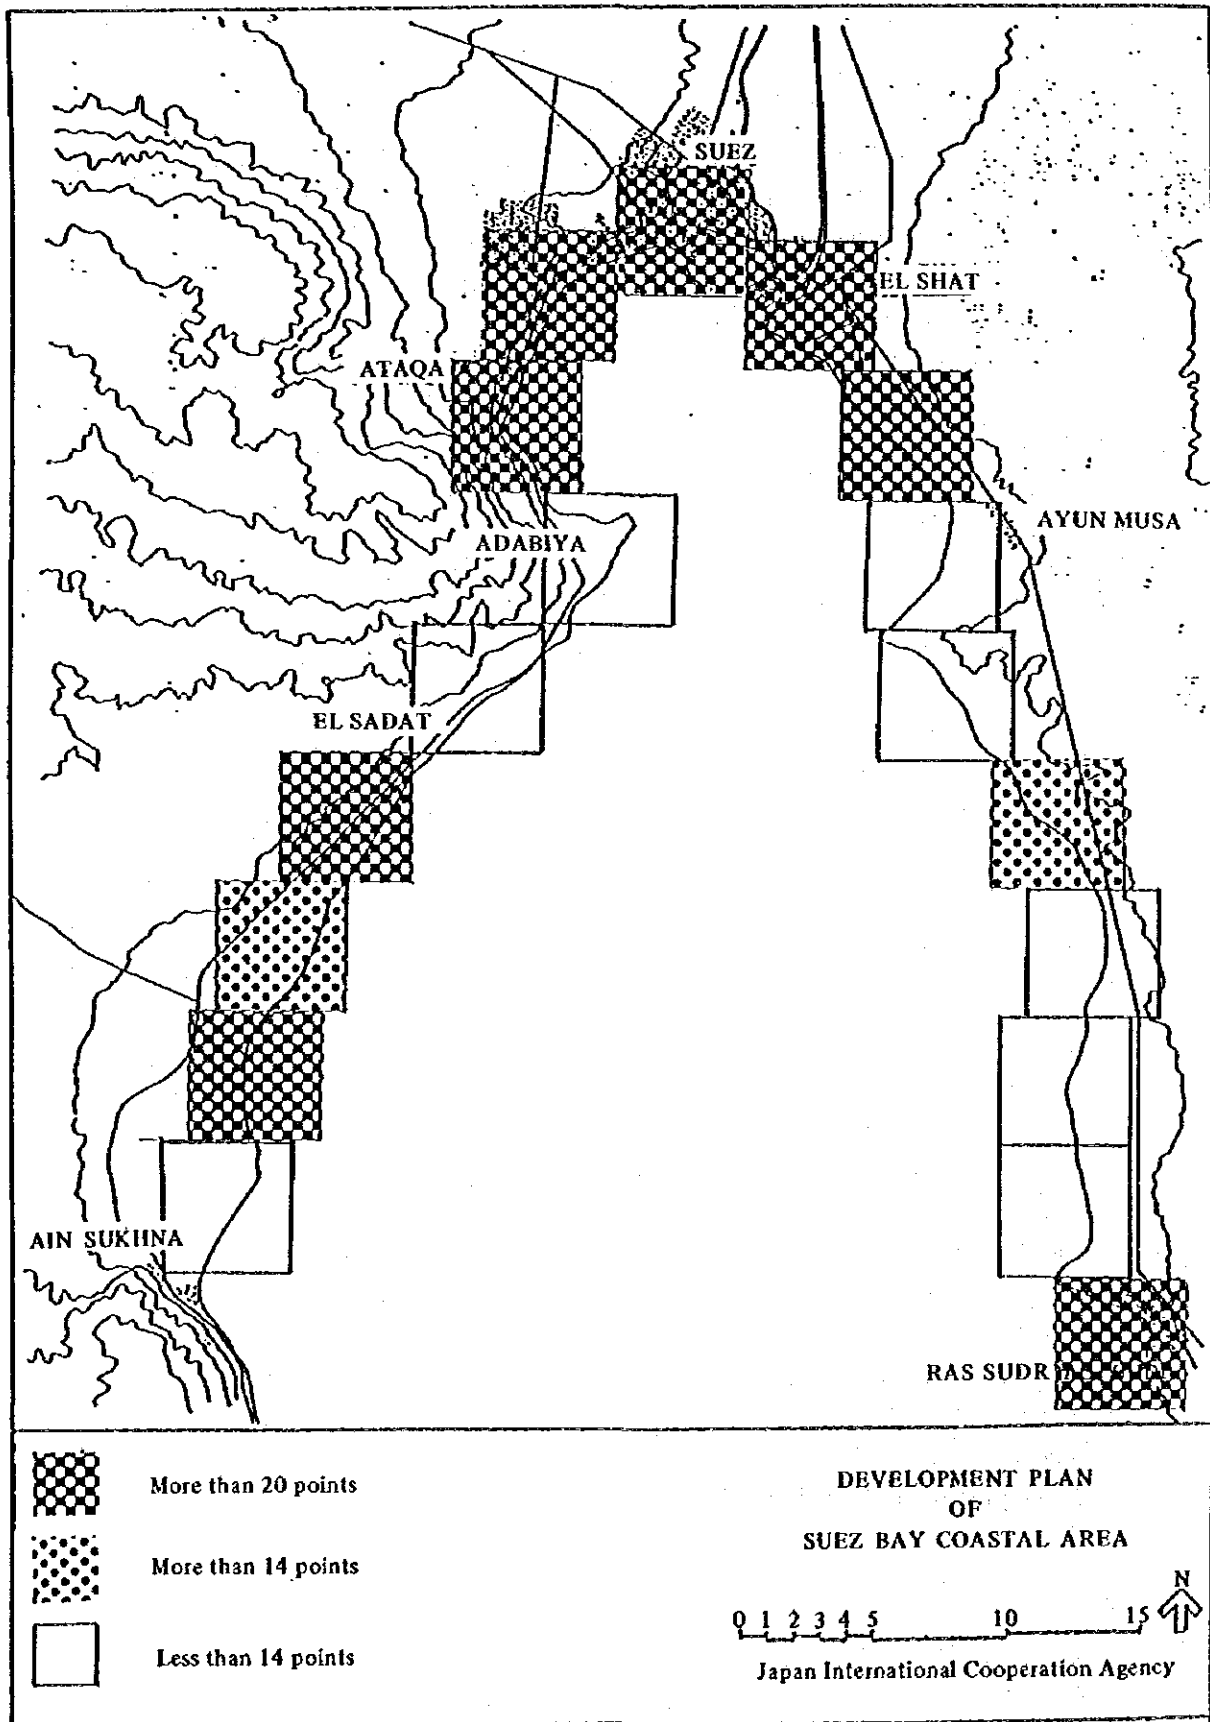 SUEZ
EL SHAT
ATAQA
AYUN MUSA
ADABIYA
EL SADAT
AIN SUKHNA
RAS SUDR
More than 20 points
More than 14 points
Less than 14 points
DEVELOPMENT PLAN
OF
SUEZ BAY COASTAL AREA
N
0 1 2 3 4 5 10 15
Japan International Cooperation Agency